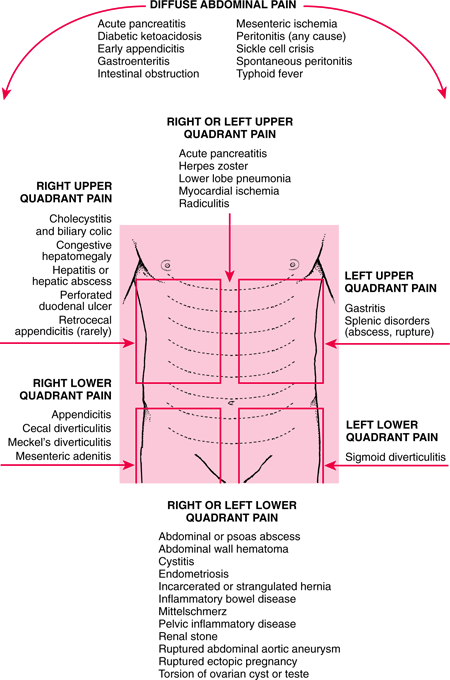 DIFFUSE ABDOMINAL PAIN
Acute pancreatitis
Diabetic ketoacidosis
Early appendicitis
Gastroenteritis
Intestinal obstruction
Mesenteric ischemia
Peritonitis (any cause)
Sickle cell crisis
Spontaneous peritonitis
Typhoid fever
RIGHT OR LEFT UPPER
QUADRANT PAIN
Acute pancreatitis
Herpes zoster
Lower lobe pneumonia
Myocardial ischemia
Radiculitis
RIGHT UPPER
QUADRANT PAIN
Cholecystitis
and biliary colic
Congestive
hepatomegaly
Hepatitis or
hepatic abscess
Perforated
duodenal ulcer
Retrocecal
appendicitis (rarely)
LEFT UPPER
QUADRANT PAIN
Gastritis
Splenic disorders
(abscess, rupture)
RIGHT LOWER
QUADRANT PAIN
Appendicitis
Cecal diverticulitis
Meckel's diverticulitis
Mesenteric adenitis
LEFT LOWER
QUADRANT PAIN
Sigmoid diverticulitis
RIGHT OR LEFT LOWER
QUADRANT PAIN
Abdominal or psoas abscess
Abdominal wall hematoma
Cystitis
Endometriosis
Incarcerated or strangulated hernia
Inflammatory bowel disease
Mittelschmerz
Pelvic inflammatory disease
Renal stone
Ruptured abdominal aortic aneurysm
Ruptured ectopic pregnancy
Torsion of ovarian cyst or teste